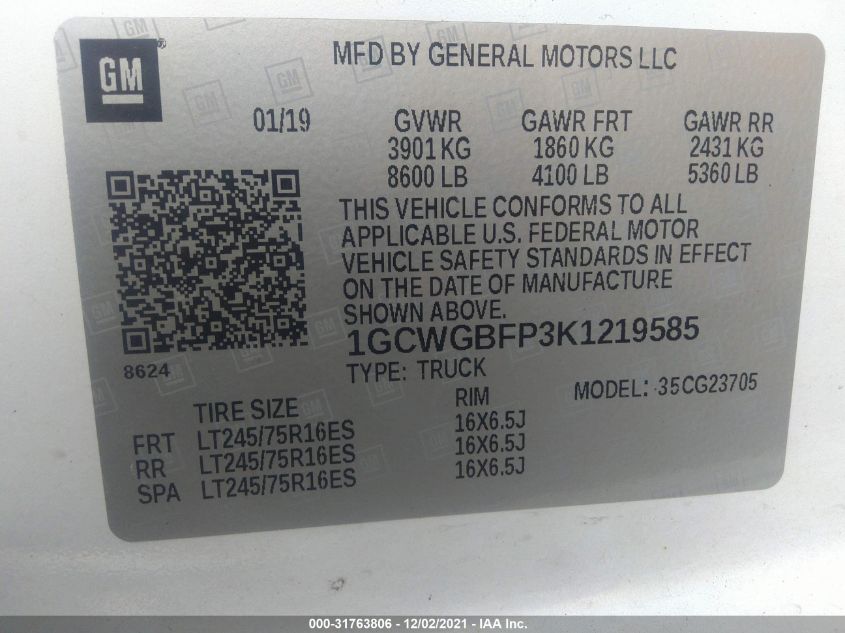 GM
MFD BY GENERAL MOTORS LLC
01/19 GVWR GAWR FRT GAWR RR
3901 KG 1860 KG 2431 KG
8600 LB 4100 LB 5360 LB
THIS VEHICLE CONFORMS TO ALL
APPLICABLE U.S. FEDERAL MOTOR
VEHICLE SAFETY STANDARDS IN EFFECT
ON THE DATE OF MANUFACTURE
SHOWN ABOVE.
1GCWGBFP3K1219585
8624
TYPE: TRUCK MODEL: 35CG23705
TIRE SIZE RIM
FRT LT245/75R16ES 16X6.5J
RR LT245/75R16ES 16X6.5J
SPA LT245/75R16ES 16X6.5J
000-31763806 - 12/02/2021 - IAA Inc.